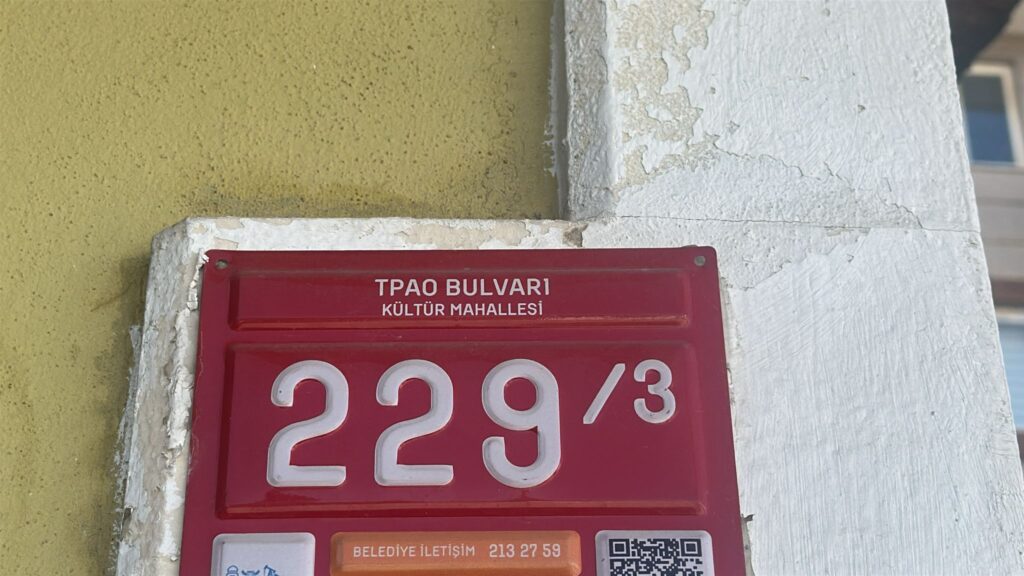 TPAO BULVARI
KÜLTÜR MAHALLESİ
229/3
BELEDİYE İLETİŞİM 213 27 59